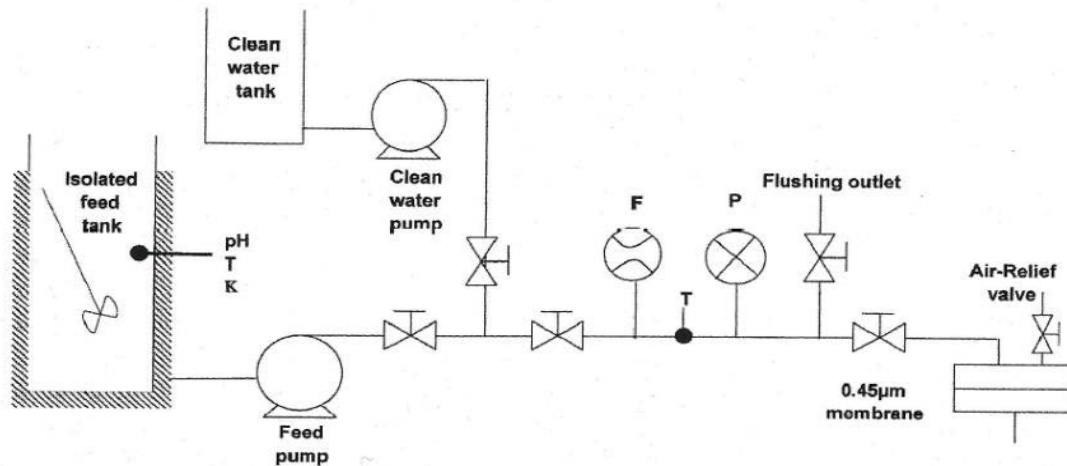 Clean
water
tank
Isolated
feed
tank
pH
T
K
Clean
water
pump
Feed
pump
F
T
P
Flushing outlet
Air-Relief
valve
0.45µm
membrane